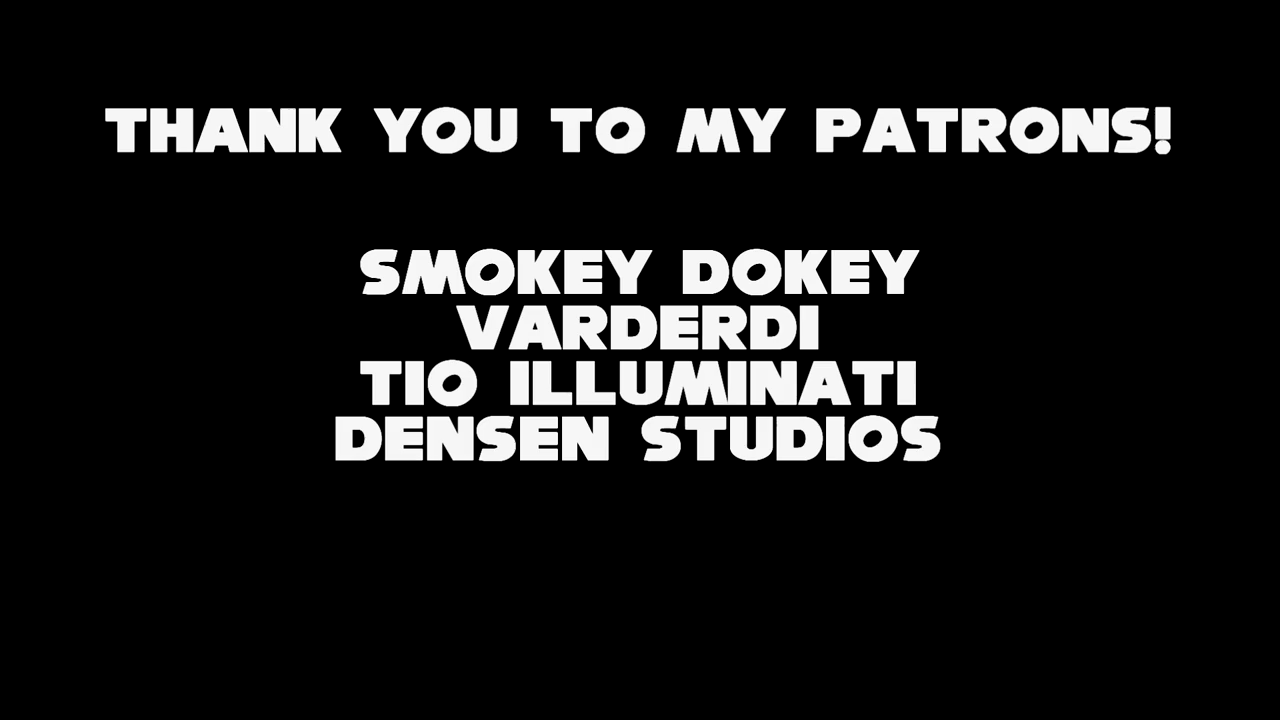 THANK YOU TO MY PATRONS!
SMOKEY DOKEY
VARDERDI
TIO ILLUMINATI
DENSEN STUDIOS